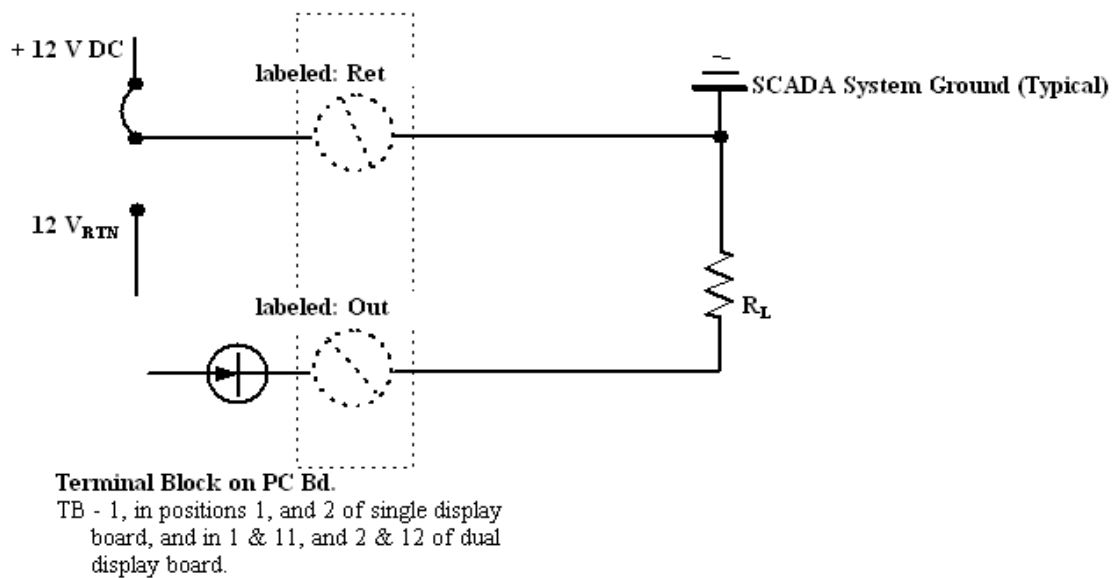 + 12 V DC
labeled: Ret
SCADA System Ground (Typical)
12 VRTN
labeled: Out
RL
Terminal Block on PC Bd.
TB - 1, in positions 1, and 2 of single display
board, and in 1 & 11, and 2 & 12 of dual
display board.